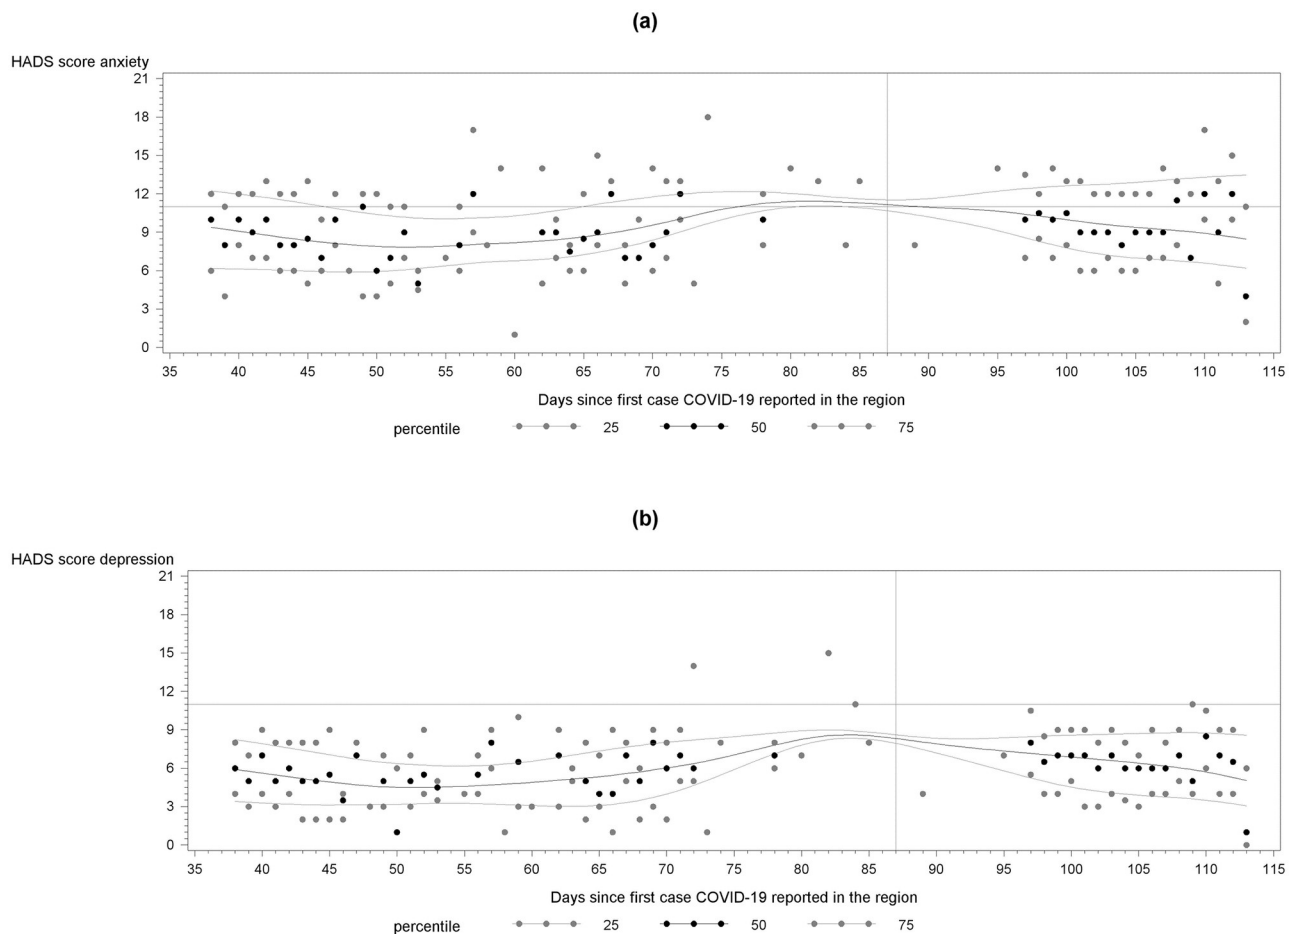 (a)
HADS score anxiety
21
18
15
12
9
6
3
0
35 40 45 50 55 60 65 70 75 80 85 90 95 100 105 110 115
Days since first case COVID-19 reported in the region
percentile 25 50 75
(b)
HADS score depression
21
18
15
12
9
6
3
0
35 40 45 50 55 60 65 70 75 80 85 90 95 100 105 110 115
Days since first case COVID-19 reported in the region
percentile 25 50 75